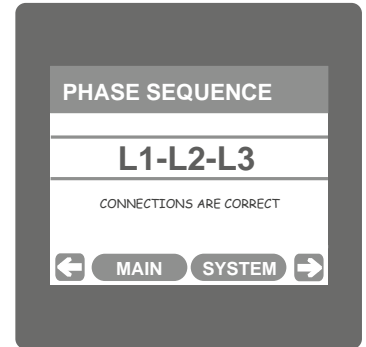 PHASE SEQUENCE
L1-L2-L3
CONNECTIONS ARE CORRECT
MAIN SYSTEM